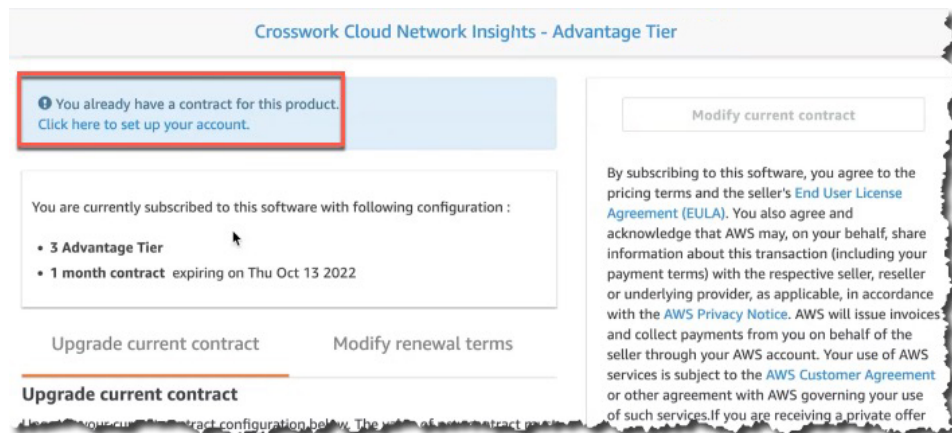 Crosswork Cloud Network Insights - Advantage Tier
You already have a contract for this product.
Click here to set up your account.
You are currently subscribed to this software with following configuration :
• 3 Advantage Tier
• 1 month contract expiring on Thu Oct 13 2022
Upgrade current contract
Modify renewal terms
Upgrade current contract
contract configuration below. The
Modify current contract
By subscribing to this software, you agree to the
pricing terms and the seller's End User License
Agreement (EULA). You also agree and
acknowledge that AWS may, on your behalf, share
information about this transaction (including your
payment terms) with the respective seller, reseller
or underlying provider, as applicable, in accordance
with the AWS Privacy Notice. AWS will issue invoices
and collect payments from you on behalf of the
seller through your AWS account. Your use of AWS
services is subject to the AWS Customer Agreement
or other agreement with AWS governing your use
of such services.If you are receiving a private offer